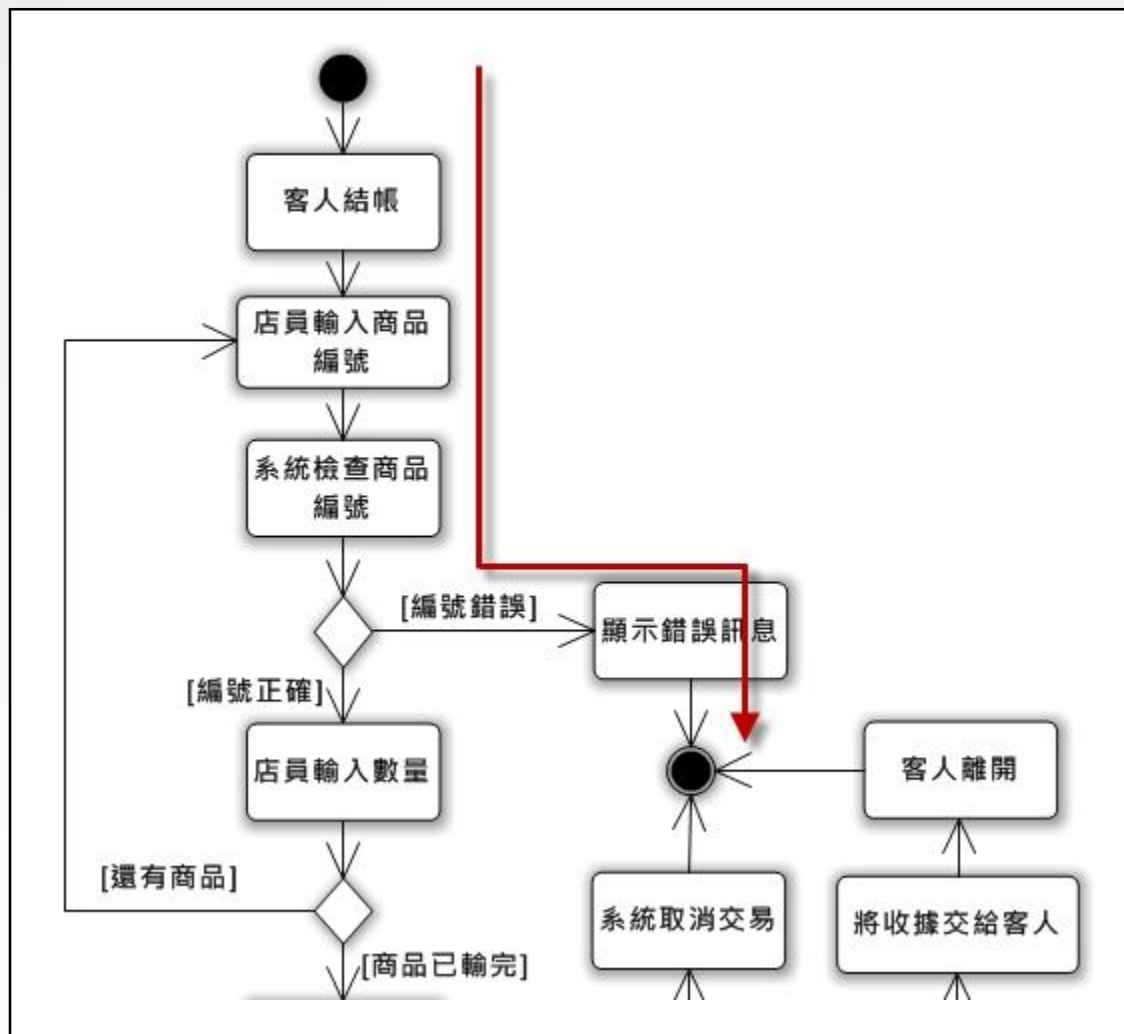 客人結帳
店員輸入商品
編號
系統檢查商品
編號
[編號錯誤]
顯示錯誤訊息
[編號正確]
店員輸入數量
客人離開
[還有商品]
系統取消交易
將收據交給客人
[商品已輸完]